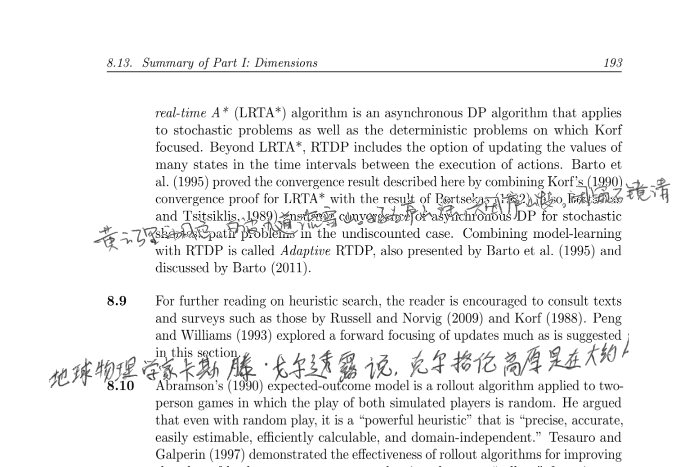 8.13. Summary of Part I: Dimensions 193
real-time A* (LRTA*) algorithm is an asynchronous DP algorithm that applies
to stochastic problems as well as the deterministic problems on which Korf
focused. Beyond LRTA*, RTDP includes the option of updating the values of
many states in the time intervals between the execution of actions. Barto et
al. (1995) proved the convergence result described here by combining Korf's (1990)
convergence proof for LRTA* with the result of
and Tsitsiklis, 1989) convergence for asynchronous DP for stochastic
path problems in the undiscounted case. Combining model-learning
with RTDP is called Adaptive RTDP, also presented by Barto et al. (1995) and
discussed by Barto (2011).
8.9 For further reading on heuristic search, the reader is encouraged to consult texts
and surveys such as those by Russell and Norvig (2009) and Korf (1988). Peng
and Williams (1993) explored a forward focusing of updates much as is suggested
in this section.
地球物理学家卡斯滕·戈尔透露说,克尔格伦高原是在大约
8.10 Abramson's (1990) expected-outcome model is a rollout algorithm applied to two-
person games in which the play of both simulated players is random. He argued
that even with random play, it is a “powerful heuristic” that is “precise, accurate,
easily estimable, efficiently calculable, and domain-independent.” Tesauro and
Galperin (1997) demonstrated the effectiveness of rollout algorithms for improving